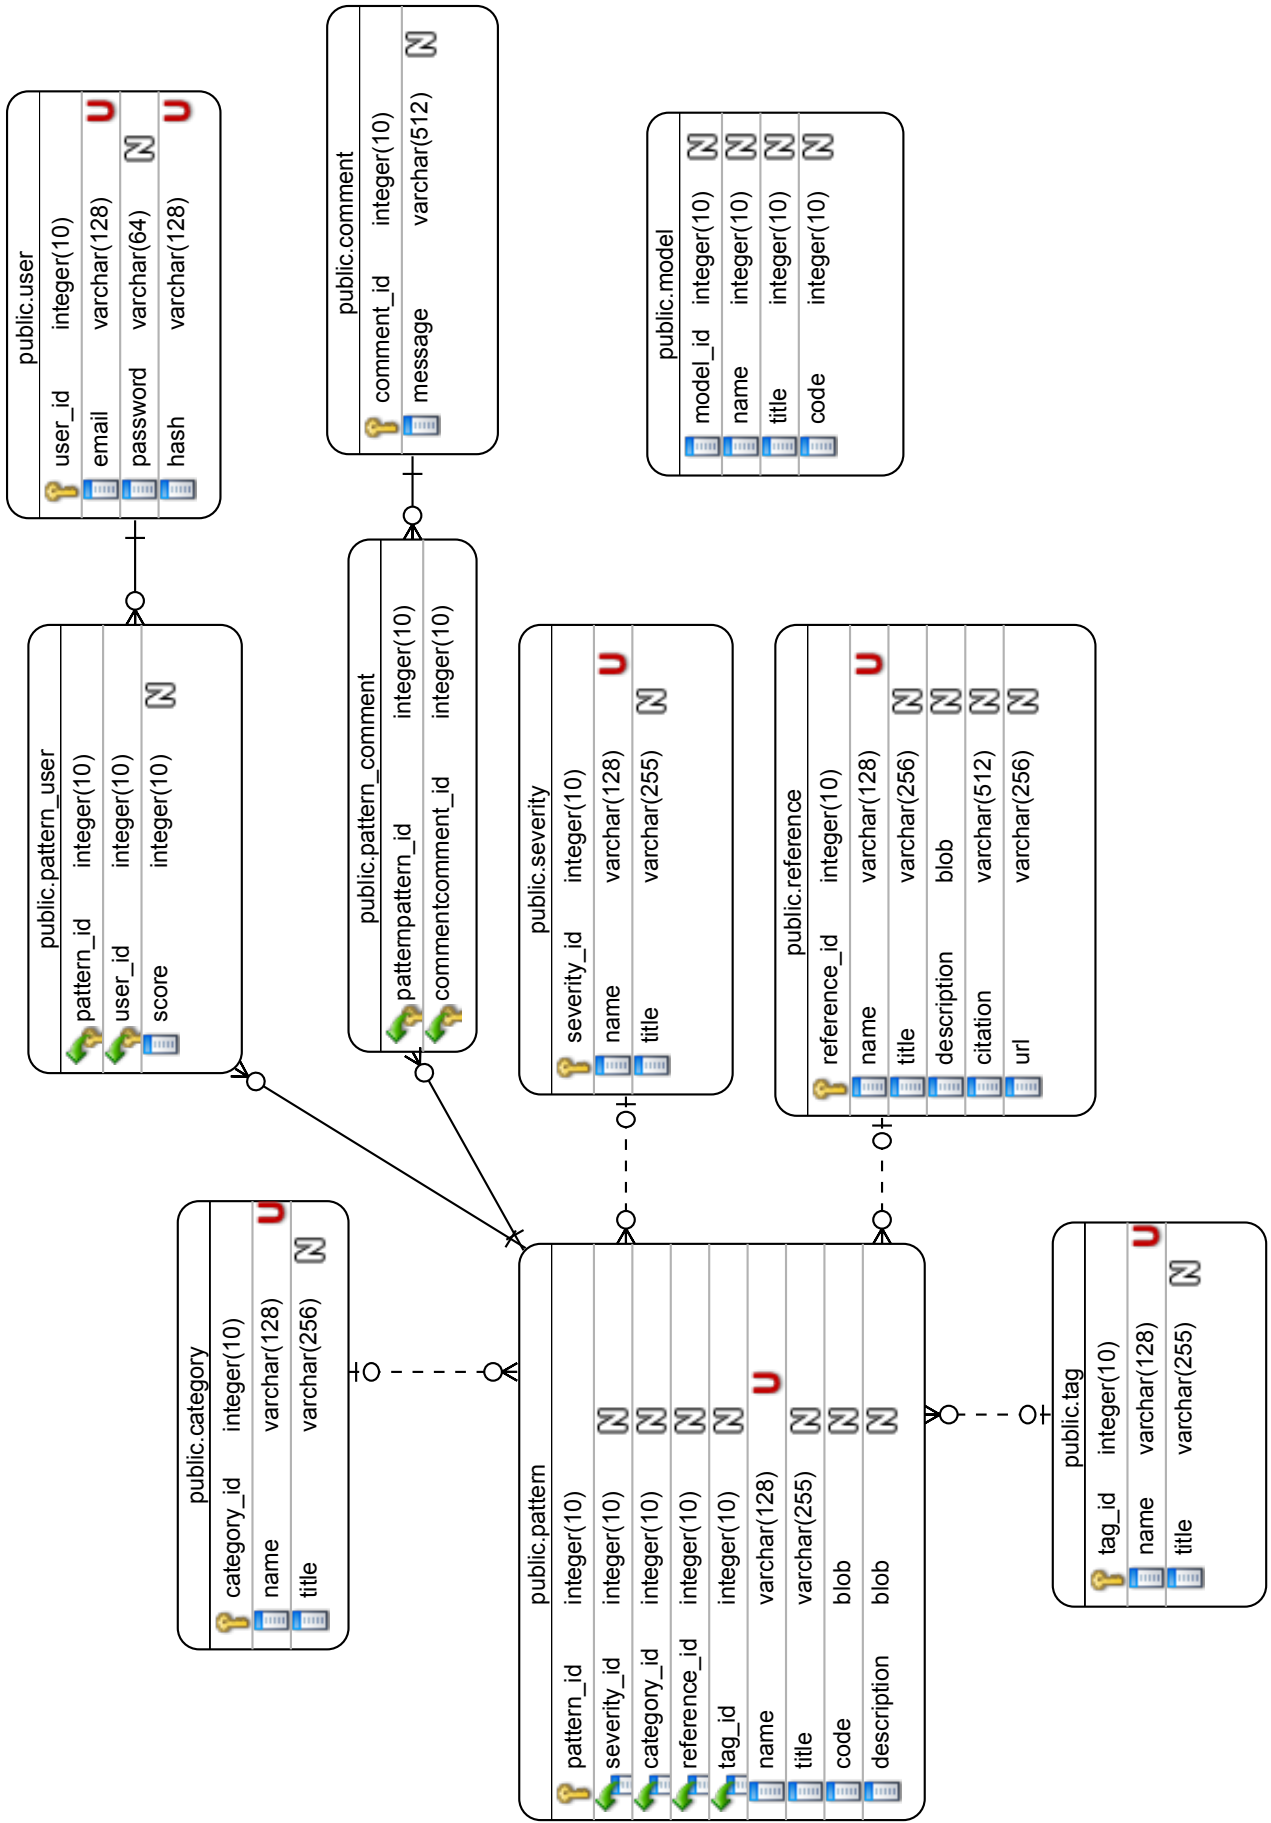 public.user
user_id integer(10)
email varchar(128) U
password varchar(64) N
hash varchar(128) U
public.comment
comment_id integer(10)
message varchar(512) N
public.model
model_id integer(10) N
name integer(10) N
title integer(10) N
code integer(10) N
public.pattern_user
pattern_id integer(10)
user_id integer(10)
score integer(10) N
public.pattern_comment
patternpattern_id integer(10)
commentcomment_id integer(10)
public.severity
severity_id integer(10)
name varchar(128) U
title varchar(255) N
public.reference
reference_id integer(10)
name varchar(128) U
title varchar(256) N
description blob N
citation varchar(512) N
url varchar(256) N
public.category
category_id integer(10)
name varchar(128) U
title varchar(256) N
public.pattern
pattern_id integer(10)
severity_id integer(10) N
category_id integer(10) N
reference_id integer(10) N
tag_id integer(10) N
name varchar(128) U
title varchar(255) N
code blob N
description blob N
public.tag
tag_id integer(10)
name varchar(128) U
title varchar(255) N